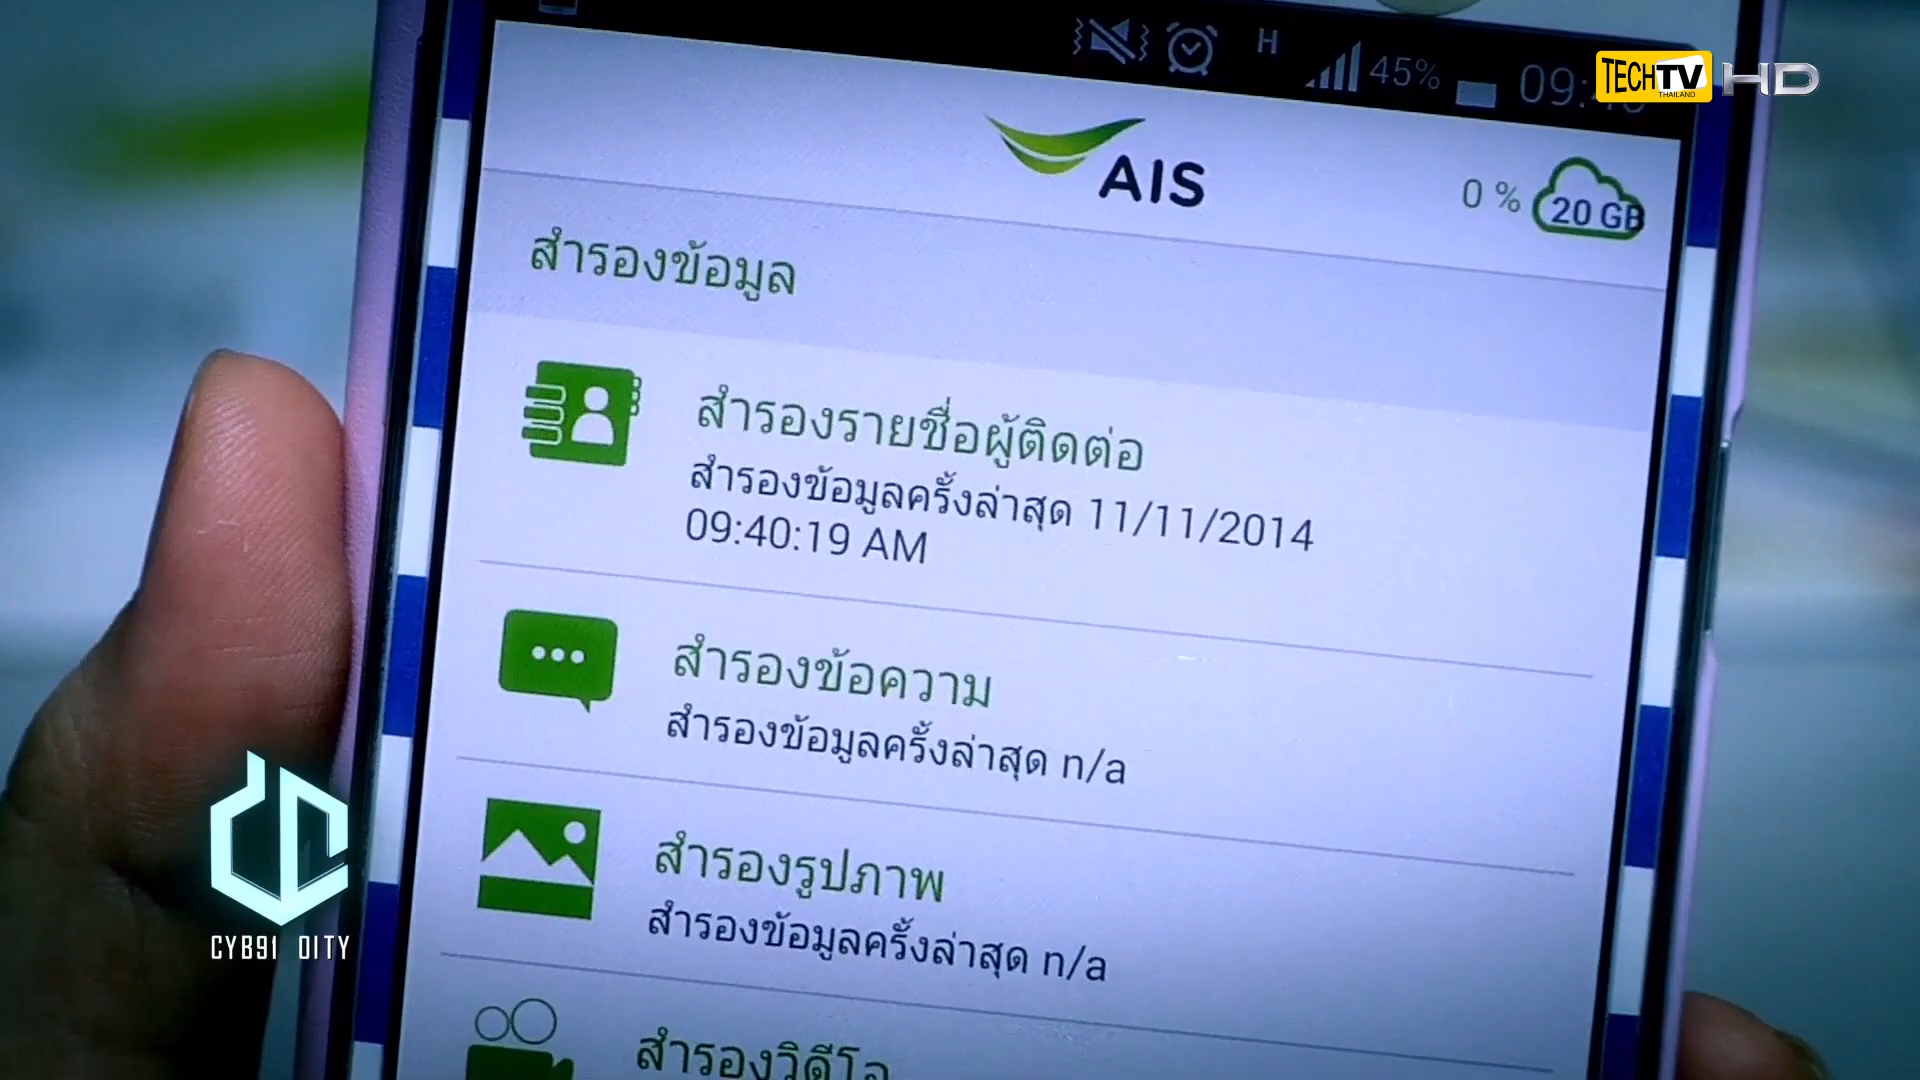 H 45%
TECHTV HD
THAILAND
AIS
0 % 20 GB
สำรองข้อมูล
สำรองรายชื่อผู้ติดต่อ
สำรองข้อมูลครั้งล่าสุด 11/11/2014
09:40:19 AM
สำรองข้อความ
สำรองข้อมูลครั้งล่าสุด n/a
สำรองรูปภาพ
สำรองข้อมูลครั้งล่าสุด n/a
สำรองวิดีโอ
CYB91 OITY